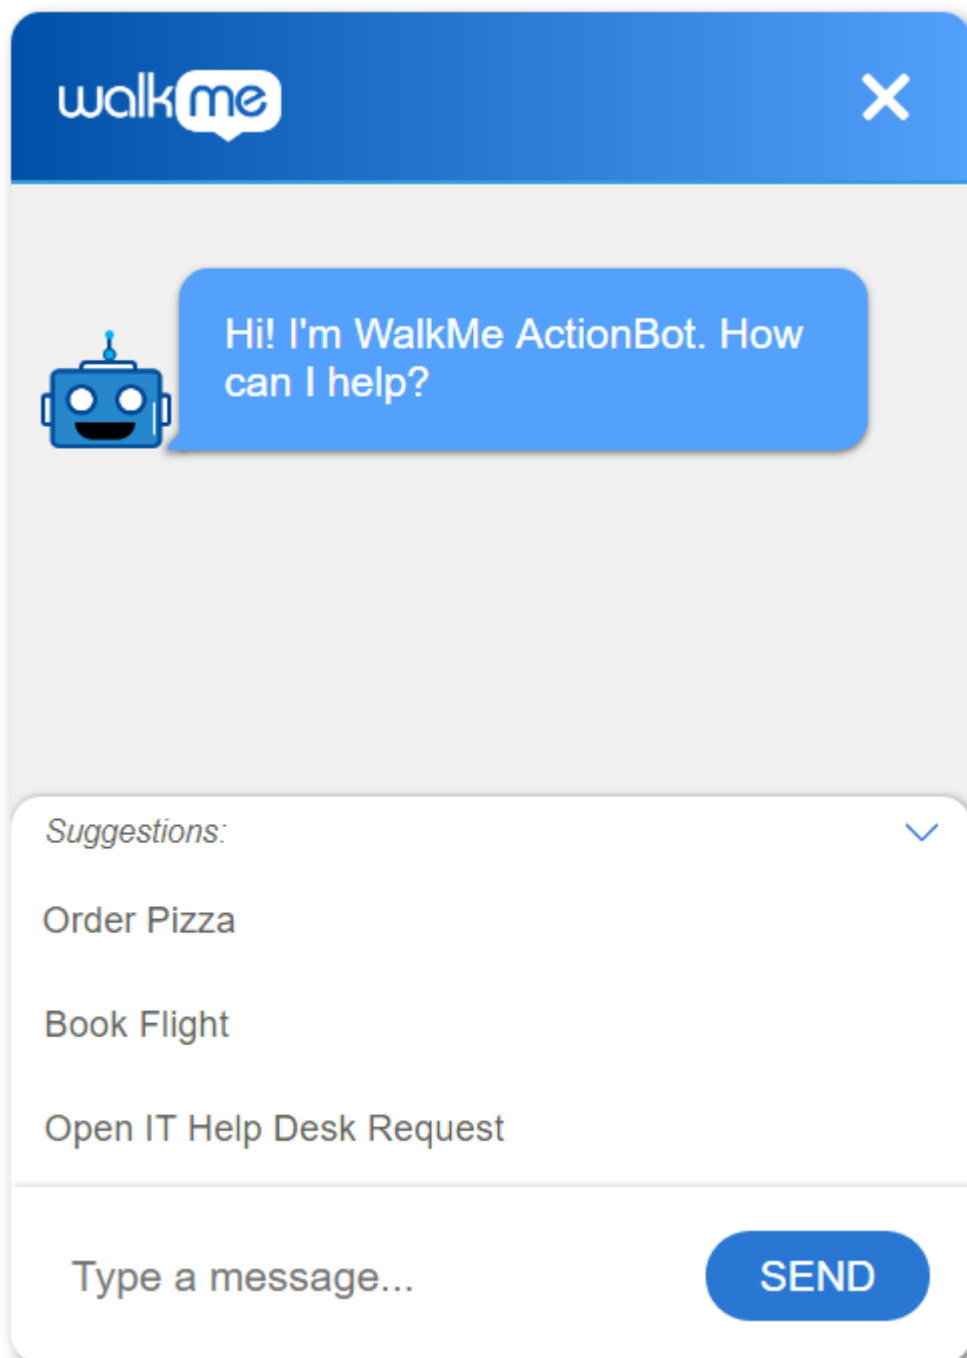 walkme
Hi! I'm WalkMe ActionBot. How
can I help?
Suggestions:
Order Pizza
Book Flight
Open IT Help Desk Request
Type a message...
SEND